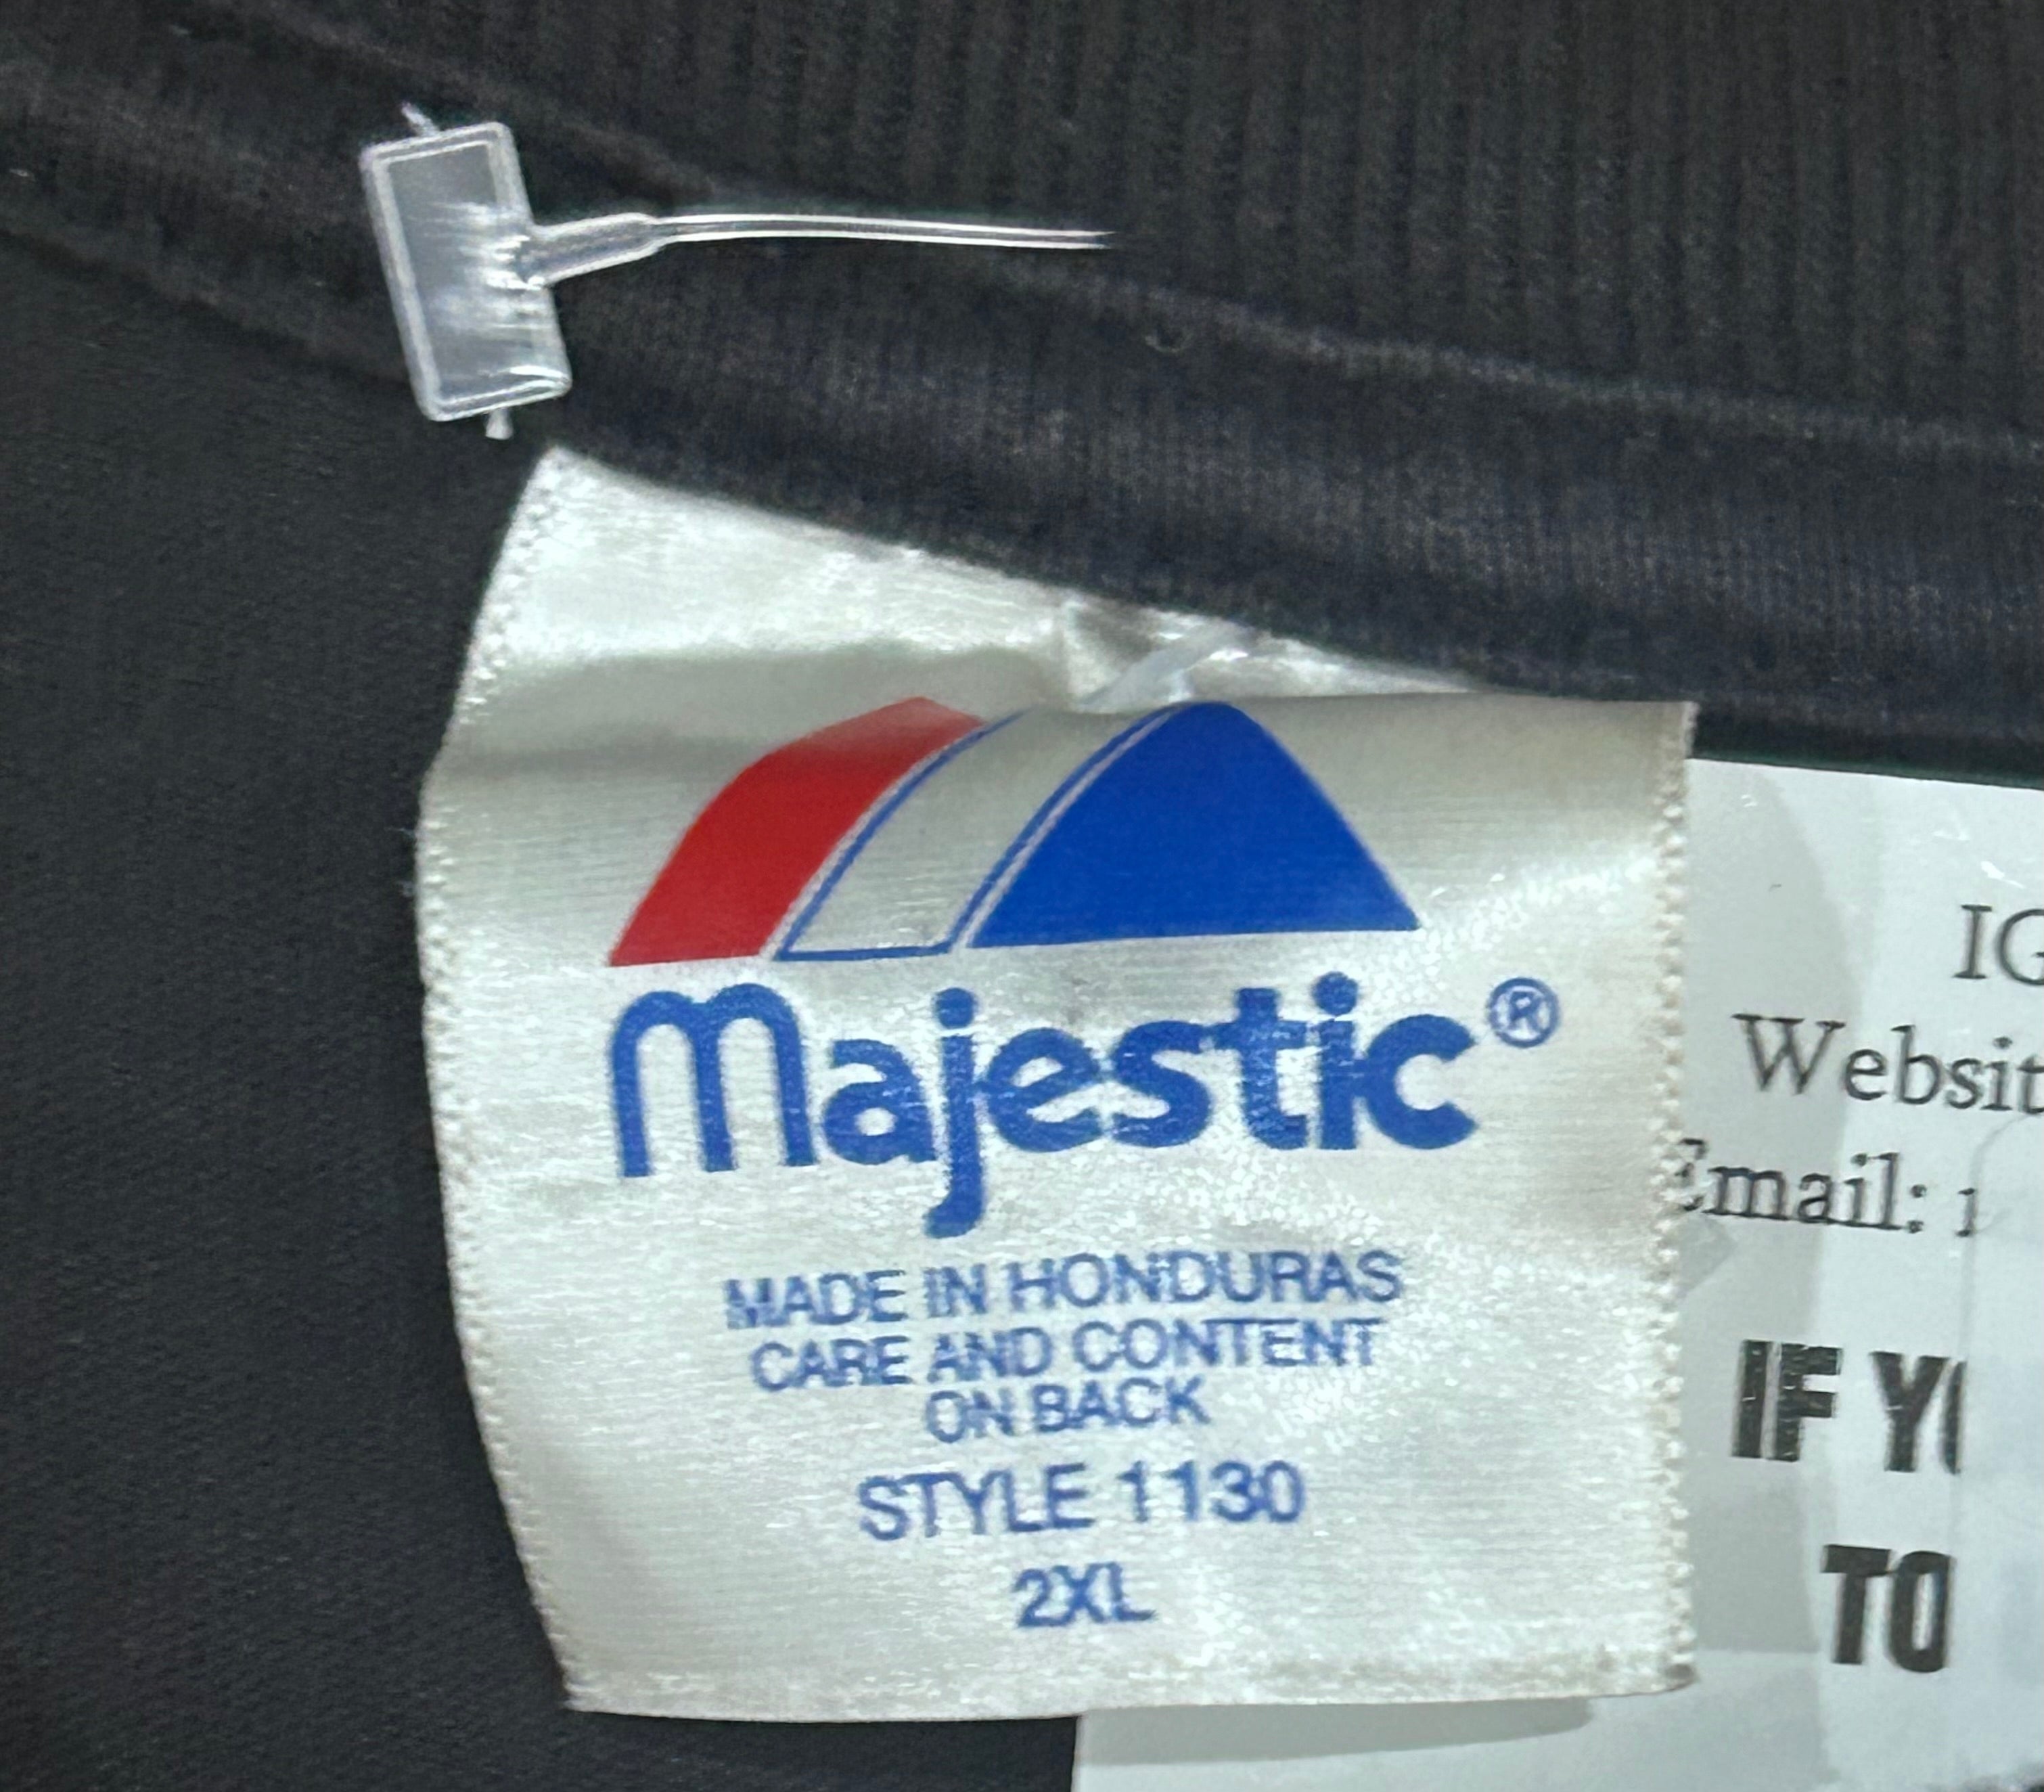 Majestic®
MADE IN HONDURAS
CARE AND CONTENT
ON BACK
STYLE 1130
2XL
IG
Websit
Email:
IF YO
TO